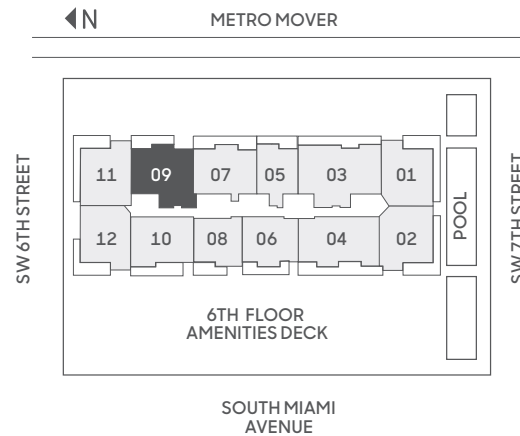 N
METRO MOVER
SW 6TH STREET
11 09 07 05 03 01
12 10 08 06 04 02
POOL
SW 7TH STREET
6TH FLOOR
AMENITIES DECK
SOUTH MIAMI
AVENUE